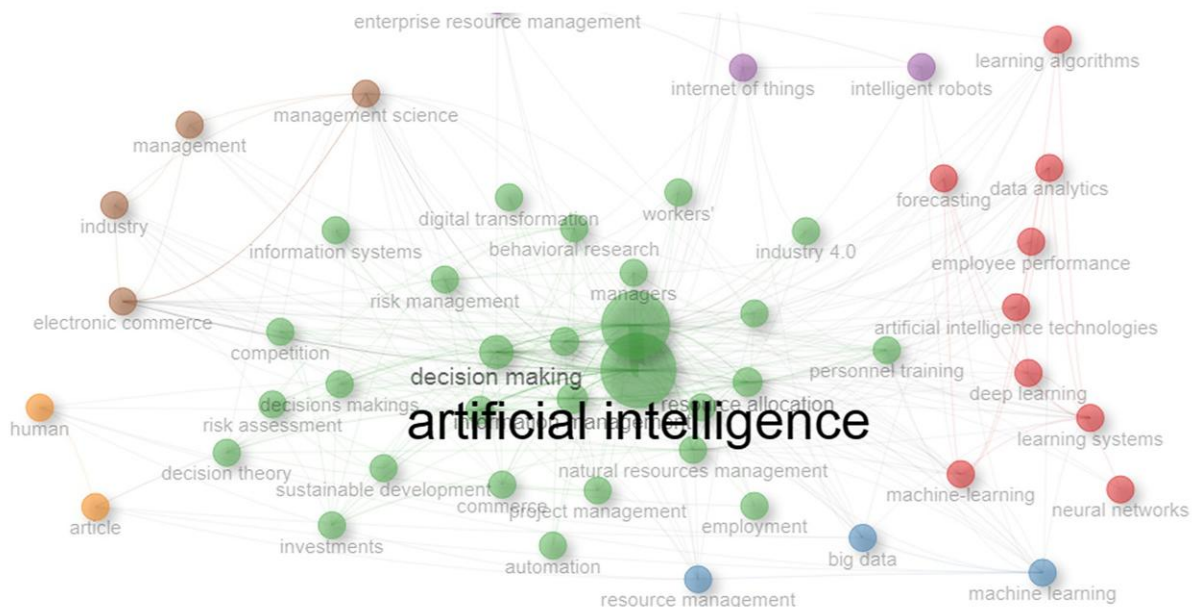 enterprise resource management
learning algorithms
internet of things
intelligent robots
management science
management
data analytics
forecasting
workers'
digital transformation
industry
behavioral research
information systems
industry 4.0
employee performance
managers
risk management
electronic commerce
artificial intelligence technologies
competition
personnel training
decision making
deep learning
decisions makings
resource allocation
information management
artificial intelligence
risk assessment
human
learning systems
natural resources management
decision theory
sustainable development
machine-learning
commerce
project management
neural networks
employment
article
investments
big data
automation
machine learning
resource management